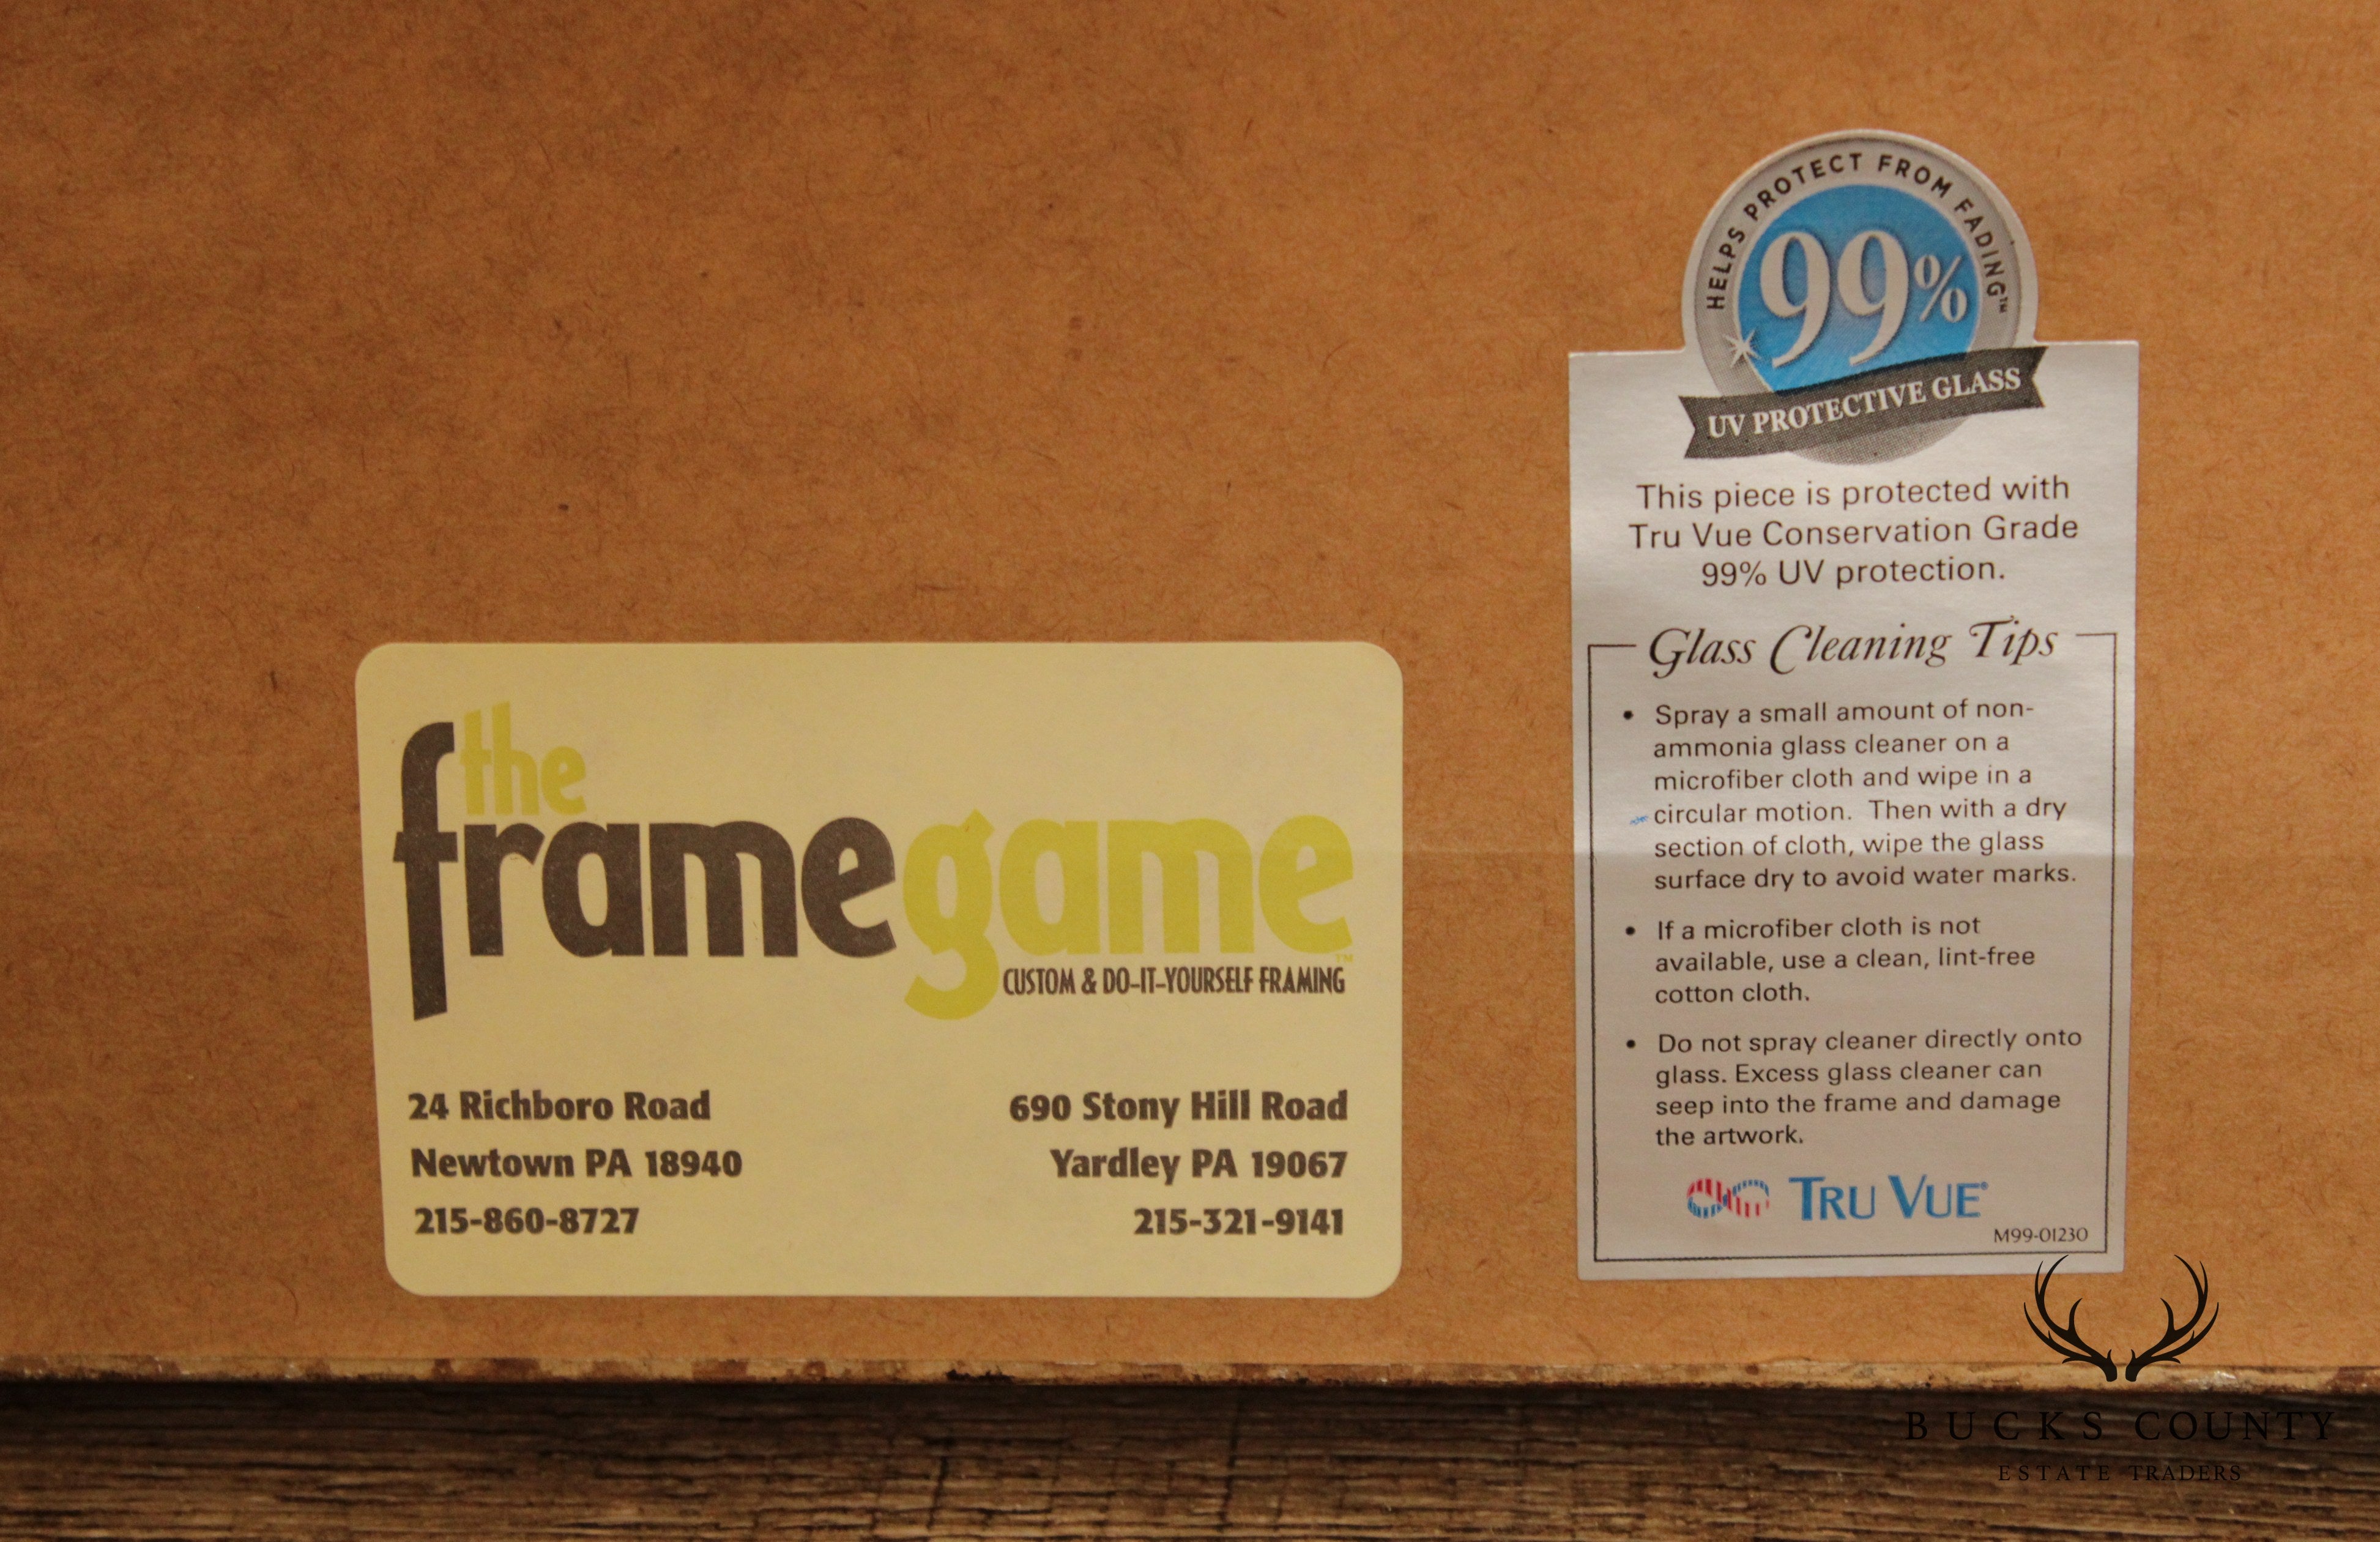 the
framegame™
CUSTOM & DO-IT-YOURSELF FRAMING
24 Richboro Road
Newtown PA 18940
215-860-8727
690 Stony Hill Road
Yardley PA 19067
215-321-9141
HELPS PROTECT FROM FADING™
99%
UV PROTECTIVE GLASS
This piece is protected with
Tru Vue Conservation Grade
99% UV protection.
Glass Cleaning Tips
• Spray a small amount of non-
ammonia glass cleaner on a
microfiber cloth and wipe in a
circular motion. Then with a dry
section of cloth, wipe the glass
surface dry to avoid water marks.
• If a microfiber cloth is not
available, use a clean, lint-free
cotton cloth.
• Do not spray cleaner directly onto
glass. Excess glass cleaner can
seep into the frame and damage
the artwork.
TRU VUE®
M99-01230
BUCKS COUNTY
ESTATE TRADERS